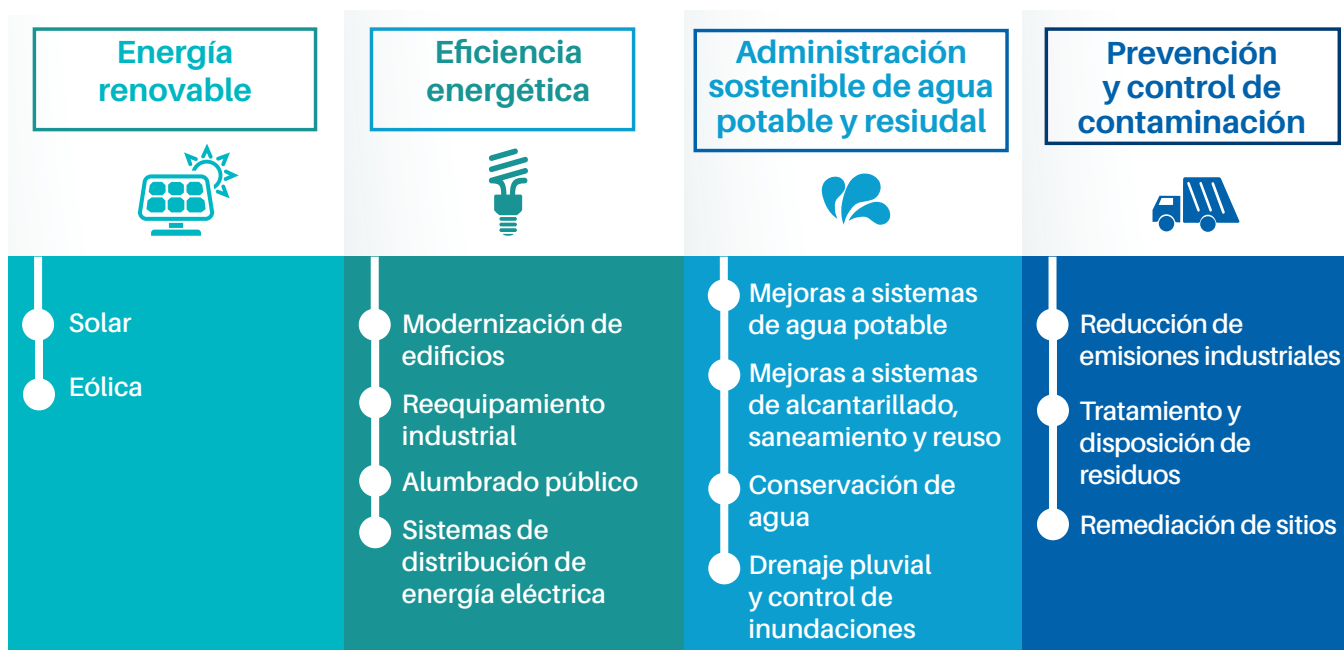 Energía
renovable
Solar
Eólica
Eficiencia
energética
Modernización de
edificios
Reequipamiento
industrial
Alumbrado público
Sistemas de
distribución de
energía eléctrica
Administración
sostenible de agua
potable y resiudal
Mejoras a sistemas
de agua potable
Mejoras a sistemas
de alcantarillado,
saneamiento y reuso
Conservación de
agua
Drenaje pluvial
y control de
inundaciones
Prevención
y control de
contaminación
Reducción de
emisiones industriales
Tratamiento y
disposición de
residuos
Remediación de sitios